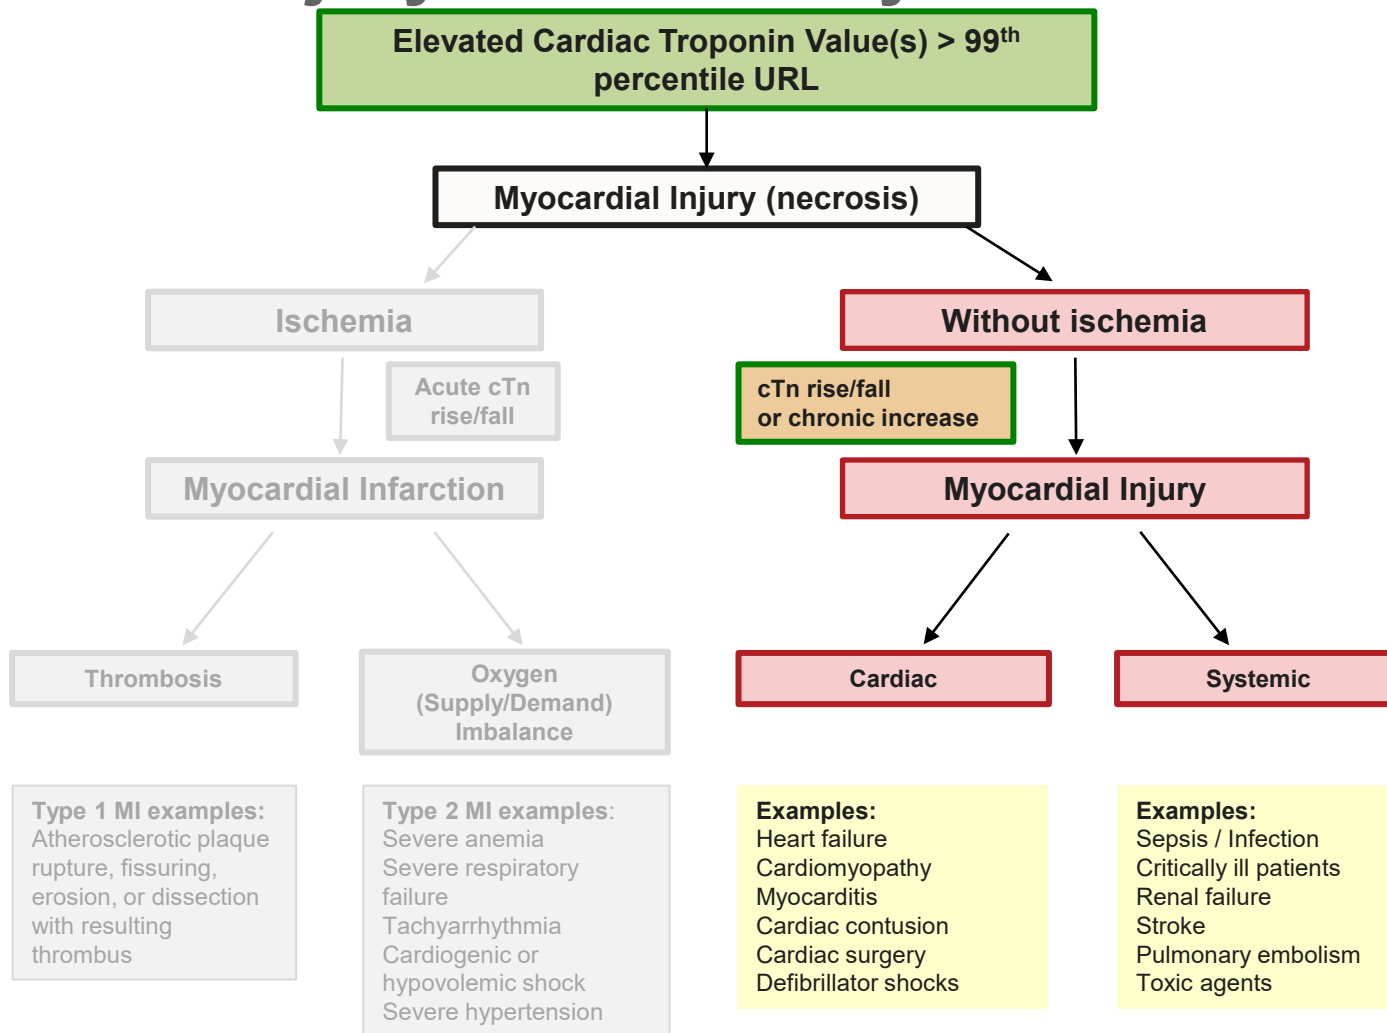 Elevated Cardiac Troponin Value(s) > 99th
percentile URL
Myocardial Injury (necrosis)
Ischemia
Without ischemia
Acute cTn
rise/fall
cTn rise/fall
or chronic increase
Myocardial Infarction
Myocardial Injury
Thrombosis
Oxygen
(Supply/Demand)
Imbalance
Cardiac
Systemic
Type 1 MI examples:
Atherosclerotic plaque
rupture, fissuring,
erosion, or dissection
with resulting
thrombus
Type 2 MI examples:
Severe anemia
Severe respiratory
failure
Tachyarrhythmia
Cardiogenic or
hypovolemic shock
Severe hypertension
Examples:
Heart failure
Cardiomyopathy
Myocarditis
Cardiac contusion
Cardiac surgery
Defibrillator shocks
Examples:
Sepsis / Infection
Critically ill patients
Renal failure
Stroke
Pulmonary embolism
Toxic agents